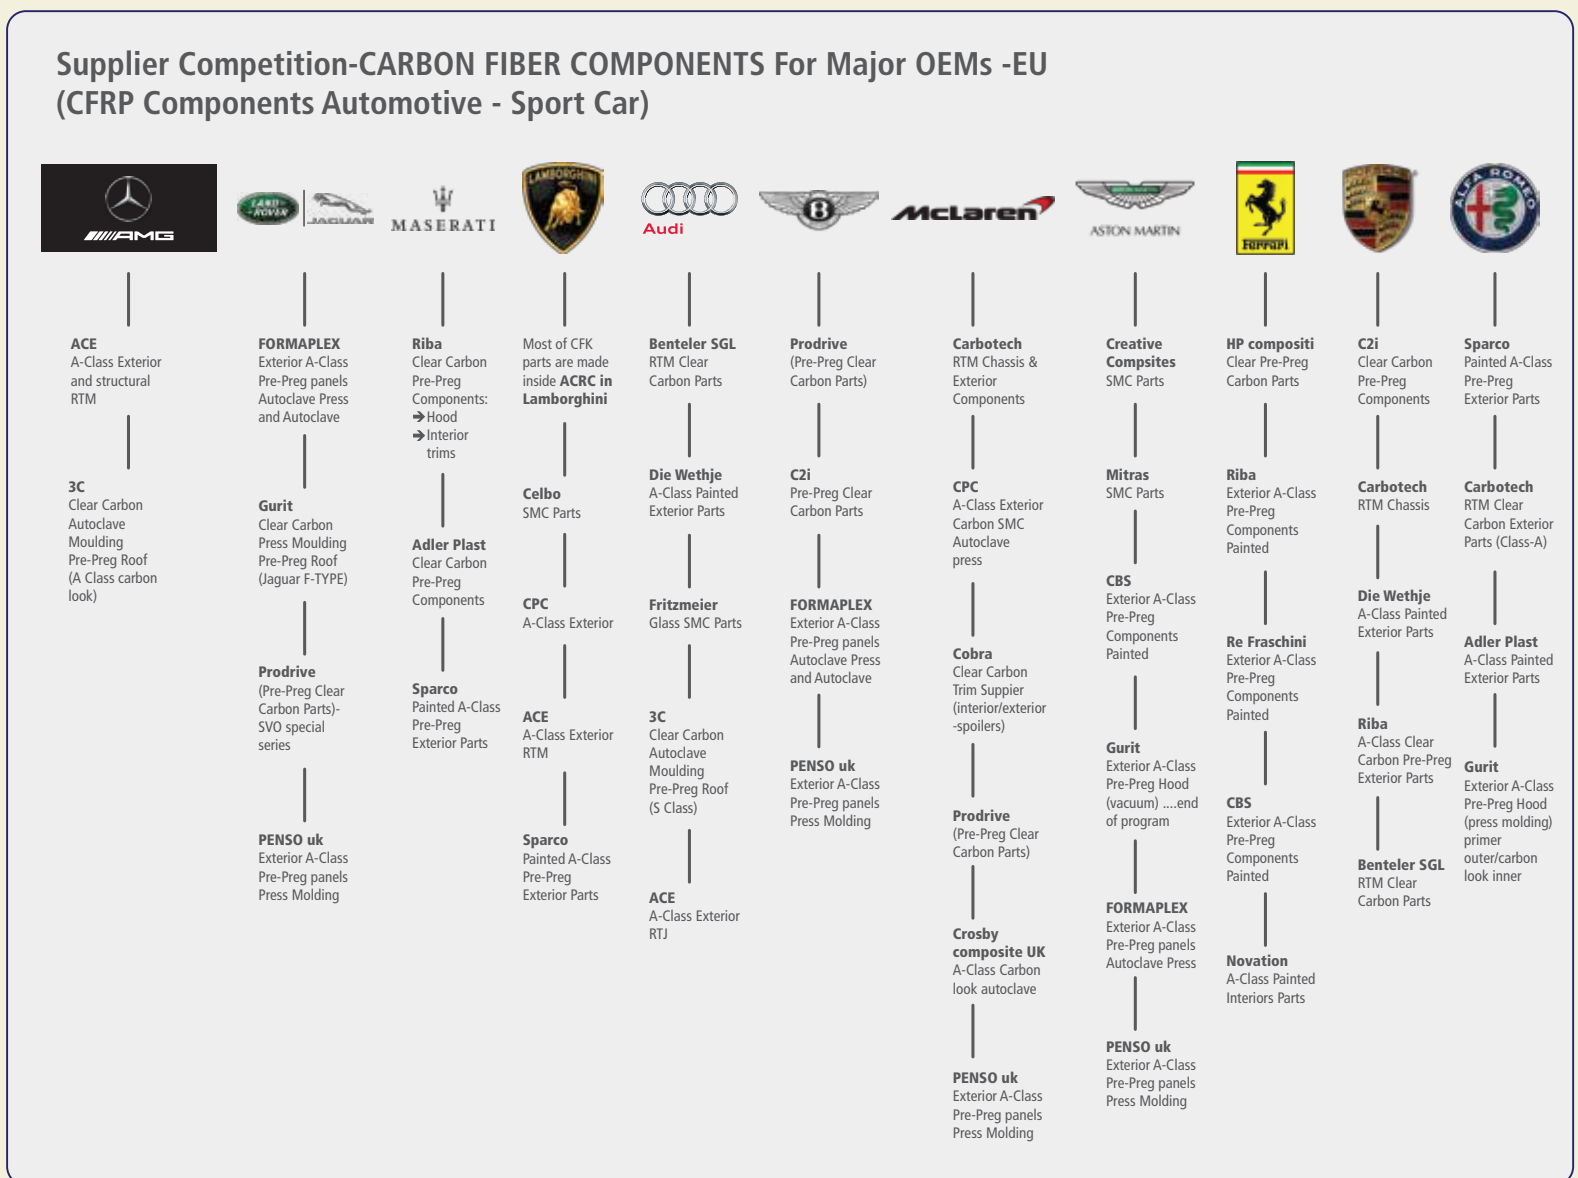 Supplier Competition-CARBON FIBER COMPONENTS For Major OEMs -EU
(CFRP Components Automotive - Sport Car)
AMG
LAND
-ROVER
JAGUAR
MASERATI
LAMBORGHINI
Audi
B
McLaren
ASTON MARTIN
ASTON MARTIN
Ferrari
ALFA ROMEO
ACE
A-Class Exterior
and structural
RTM
3C
Clear Carbon
Autoclave
Moulding
Pre-Preg Roof
(A Class carbon
look)
FORMAPLEX
Exterior A-Class
Pre-Preg panels
Autoclave Press
and Autoclave
Gurit
Clear Carbon
Press Moulding
Pre-Preg Roof
(Jaguar F-TYPE)
Prodrive
(Pre-Preg Clear
Carbon Parts)-
SVO special
series
PENSO uk
Exterior A-Class
Pre-Preg panels
Press Molding
Riba
Clear Carbon
Pre-Preg
Components:
➔Hood
➔Interior
trims
Adler Plast
Clear Carbon
Pre-Preg
Components
Sparco
Painted A-Class
Pre-Preg
Exterior Parts
Most of CFK
parts are made
inside ACRC in
Lamborghini
Celbo
SMC Parts
CPC
A-Class Exterior
ACE
A-Class Exterior
RTM
Sparco
Painted A-Class
Pre-Preg
Exterior Parts
Benteler SGL
RTM Clear
Carbon Parts
Die Wethje
A-Class Painted
Exterior Parts
Fritzmeier
Glass SMC Parts
3C
Clear Carbon
Autoclave
Moulding
Pre-Preg Roof
(S Class)
ACE
A-Class Exterior
RTJ
Prodrive
(Pre-Preg Clear
Carbon Parts)
C2i
Pre-Preg Clear
Carbon Parts
FORMAPLEX
Exterior A-Class
Pre-Preg panels
Autoclave Press
and Autoclave
PENSO uk
Exterior A-Class
Pre-Preg panels
Press Molding
Carbotech
RTM Chassis &
Exterior
Components
CPC
A-Class Exterior
Carbon SMC
Autoclave
press
Cobra
Clear Carbon
Trim Suppier
(interior/exterior
-spoilers)
Prodrive
(Pre-Preg Clear
Carbon Parts)
Crosby
composite UK
A-Class Carbon
look autoclave
PENSO uk
Exterior A-Class
Pre-Preg panels
Press Molding
Creative
Compsites
SMC Parts
Mitras
SMC Parts
CBS
Exterior A-Class
Pre-Preg
Components
Painted
Gurit
Exterior A-Class
Pre-Preg Hood
(vacuum) ....end
of program
FORMAPLEX
Exterior A-Class
Pre-Preg panels
Autoclave Press
PENSO uk
Exterior A-Class
Pre-Preg panels
Press Molding
HP compositi
Clear Pre-Preg
Carbon Parts
Riba
Exterior A-Class
Pre-Preg
Components
Painted
Re Fraschini
Exterior A-Class
Pre-Preg
Components
Painted
CBS
Exterior A-Class
Pre-Preg
Components
Painted
Novation
A-Class Painted
Interiors Parts
C2i
Clear Carbon
Pre-Preg
Components
Carbotech
RTM Chassis
Die Wethje
A-Class Painted
Exterior Parts
Riba
A-Class Clear
Carbon Pre-Preg
Exterior Parts
Benteler SGL
RTM Clear
Carbon Parts
Sparco
Painted A-Class
Pre-Preg
Exterior Parts
Carbotech
RTM Clear
Carbon Exterior
Parts (Class-A)
Adler Plast
A-Class Painted
Exterior Parts
Gurit
Exterior A-Class
Pre-Preg Hood
(press molding)
primer
outer/carbon
look inner